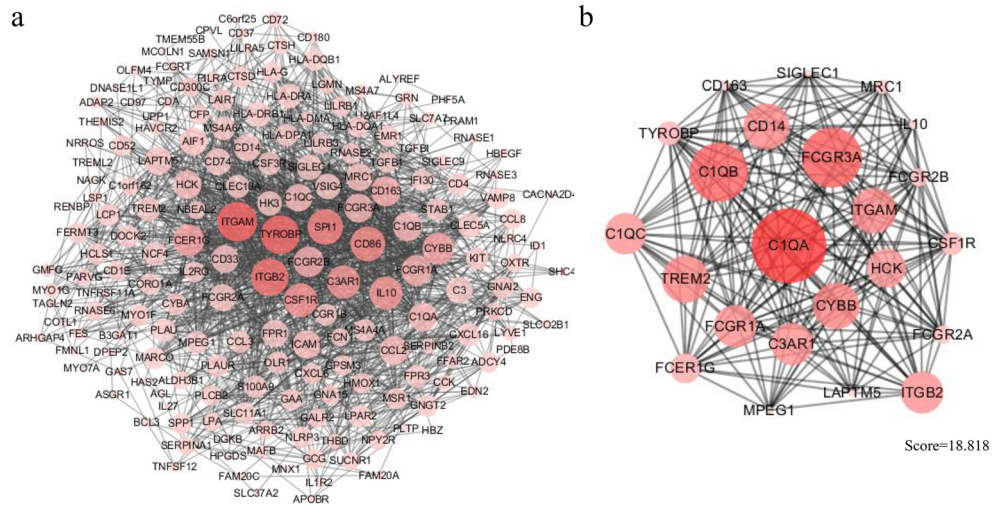 a
b
C6orf25 CD72
CPVL CD37
TMEM55B LILRA5 CTSH CD180
MCOLN1 SAMSN1 HLA-DQB1
OLFM4 FCGRT PILRA CTSD HLA-G
TYMP CD300C LGMN MS4A7 ALYREF
DNASE1L1 HLA-DRA LILRB1 GRN
ADAP2 CD97 CDA LAIR1 PHF5A
UPP1 CFP HLA-DRB1 HLA-DMA U2AF1L4 SLC7A7
THEMIS2 HAVCR2 MS4A6A HLA-DQA1 PRAM1
NRROS CD52 AIF1 CD14 HLA-DPA1 LILRB3 EMR1 RNASE1
TREML2 LAPTM5 CD74 CSF3R RNASE2 TGFBI SIGLEC9 HBEGF
NAGK C1orf162 HCK CLEC10A MRC1 TGFB1 IFI30 CD4 RNASE3
LSP1 TREM2 NBEAL2 HK3 C1QC VSIG4 CD163 VAMP8 CACNA2D4
RENBP LCP1 FCGR3A STAB1 CCL8
FERMT3 DOCK2 FCER1G ITGAM TYROBP SPI1 C1QB CLEC5A NLRC4
HCLS1 NCF4 CD86 CYBB ID1
GMFG PARVG CD1E CD33 FCGR2B KIT OXTR SHC4
MYO1G TNFRSF11A CORO1A IL2RG ITGB2 C3AR1 FCGR1A C3 GNAI2
TAGLN2 RNASE6 CYBA FCGR2A CSF1R IL10 PRKCD ENG
COTL1 MYO1F CGR1B C1QA LYVE1 SLCO2B1
ARHGAP4 FES B3GAT1 PLAU FPR1 MS4A4A CXCL16
FMNL1 DPEP2 MPEG1 CCL3 ICAM1 FCN SERPINB2 PDE8B
MYO7A GAS7 MARCO PLAUR OLR1 GPSM3 CCL2 FFAR2 ADCY4
ASGR1 HAS2 ALDH3B1 CXCL6 HMOX1 FPR3 CCK EDN2
AGL PLCB2 S100A9 GAA GNA15 MSR1 GNGT2
BCL3 IL27 SPP1 LPA SLC11A1 GALR2 LPAR2 PLTP HBZ
SERPINA1 DGKB ARRB2 NLRP3 THBD NPY2R
TNFSF12 HPGDS MAFB GCG SUCNR1
FAM20C MNX1 IL1R2 FAM20A
SLC37A2 APOBR
SIGLEC1
CD163 MRC1
TYROBP CD14 IL10
C1QB FCGR3A FCGR2B
ITGAM
C1QC C1QA CSF1R
TREM2 HCK
CYBB
FCGR1A C3AR1 FCGR2A
FCER1G
LAPTM5 ITGB2
MPEG1
Score=18.818